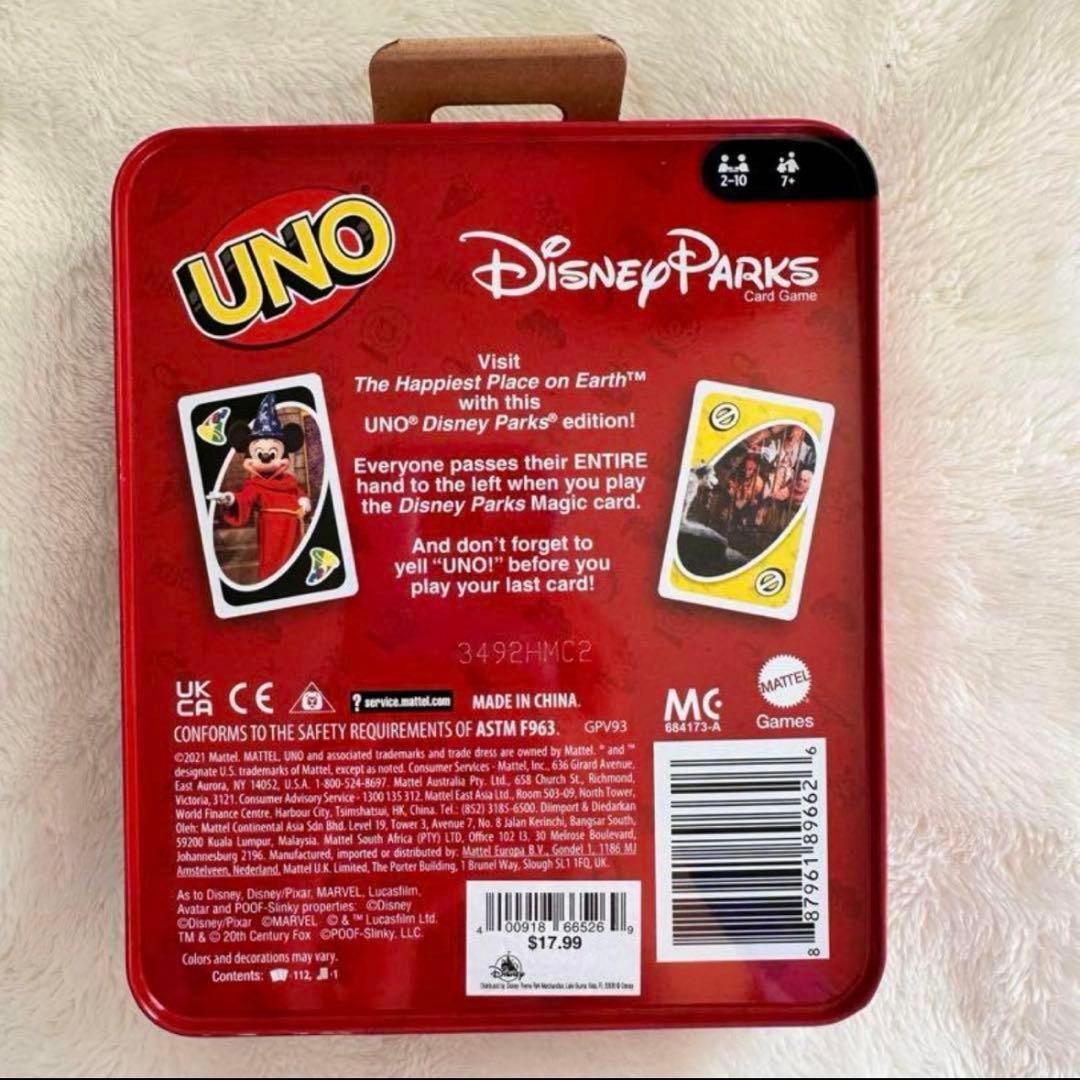 2-10 7+
UNO
Disney Parks
Card Game
Visit
The Happiest Place on Earth™
with this
UNO® Disney Parks® edition!
Everyone passes their ENTIRE
hand to the left when you play
the Disney Parks Magic card.
And don't forget to
yell "UNO!" before you
play your last card!
3492HMC2
UK
CA CE ? service.mattel.com MADE IN CHINA.
CONFORMS TO THE SAFETY REQUIREMENTS OF ASTM F963. GPV93
MC
684173-A
MATTEL
Games
©2021 Mattel. MATTEL, UNO and associated trademarks and trade dress are owned by Mattel. ® and ™
designate U.S. trademarks of Mattel, except as noted. Consumer Services - Mattel, Inc., 636 Girard Avenue,
East Aurora, NY 14052, U.S.A. 1-800-524-8697. Mattel Australia Pty. Ltd., 658 Church St., Richmond,
Victoria, 3121. Consumer Advisory Service - 1300 135 312. Mattel East Asia Ltd., Room 503-09, North Tower,
World Finance Centre, Harbour City, Tsimshatsui, HK, China. Tel.: (852) 3185-6500. Diimport & Diedarkan
Oleh: Mattel Continental Asia Sdn Bhd. Level 19, Tower 3, Avenue 7, No. 8 Jalan Kerinchi, Bangsar South,
59200 Kuala Lumpur, Malaysia. Mattel South Africa (PTY) LTD, Office 102 I3, 30 Melrose Boulevard,
Johannesburg 2196. Manufactured, imported or distributed by: Mattel Europa B.V., Gondel 1, 1186 MJ
Amstelveen, Nederland. Mattel U.K. Limited, The Porter Building, 1 Brunel Way, Slough SL1 1FQ, UK.
As to Disney, Disney/Pixar, MARVEL, Lucasfilm,
Avatar and POOF-Slinky properties: ©Disney
©Disney/Pixar ©MARVEL © & ™ Lucasfilm Ltd.
TM & © 20th Century Fox ©POOF-Slinky, LLC.
Colors and decorations may vary.
Contents: 112, 1
4 00918 66526 9
$17.99
Disney
8 87961 89662 6